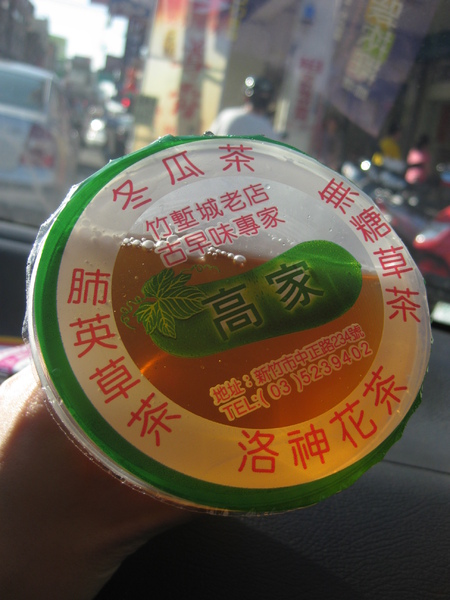 冬瓜茶
無糖草茶
竹塹城老店
古早味專家
高家
肺英草茶
地址：新竹市中正路24號
TEL:(03)5239402
洛神花茶